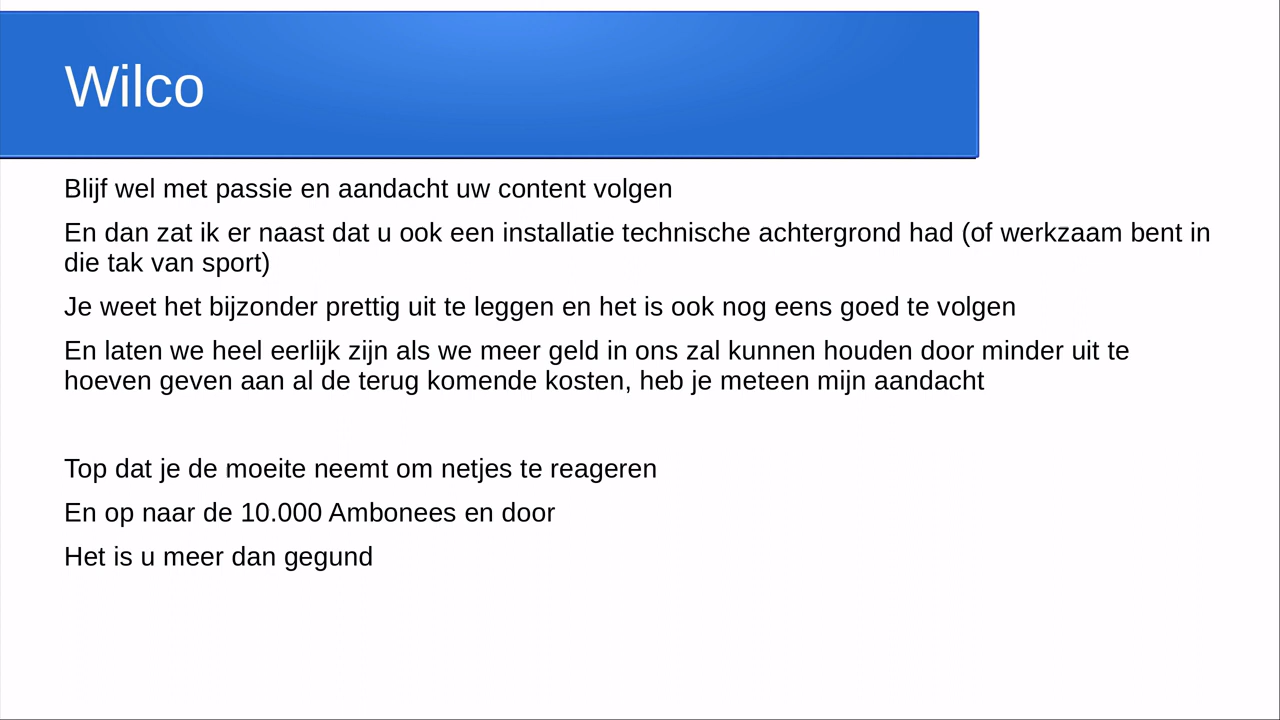 Wilco
Blijf wel met passie en aandacht uw content volgen
En dan zat ik er naast dat u ook een installatie technische achtergrond had (of werkzaam bent in
die tak van sport)
Je weet het bijzonder prettig uit te leggen en het is ook nog eens goed te volgen
En laten we heel eerlijk zijn als we meer geld in ons zal kunnen houden door minder uit te
hoeven geven aan al de terug komende kosten, heb je meteen mijn aandacht
Top dat je de moeite neemt om netjes te reageren
En op naar de 10.000 Ambonees en door
Het is u meer dan gegund